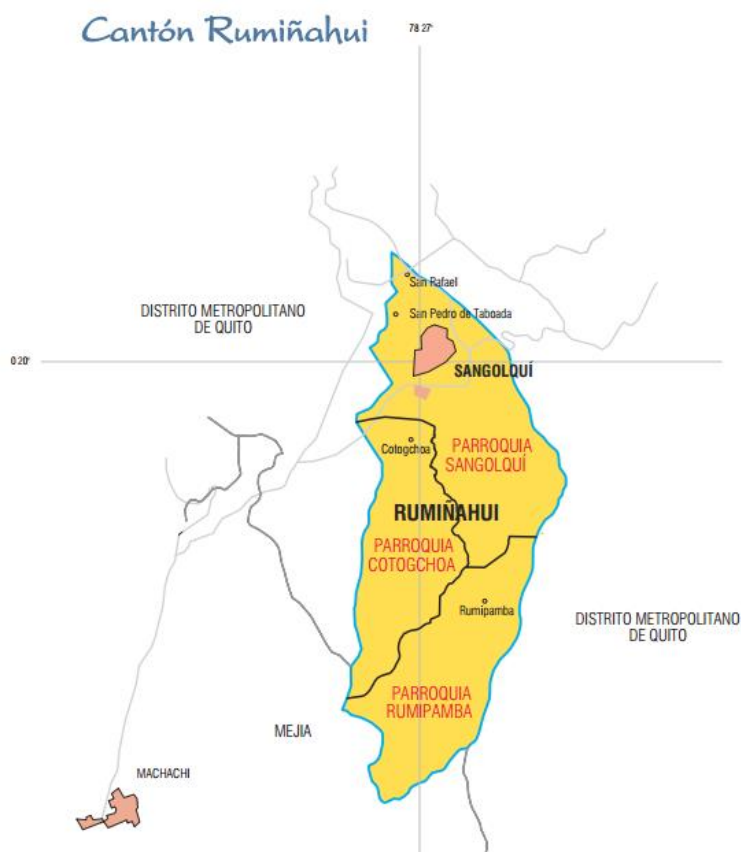 Cantón Rumiñahui
78 27'
San Rafael
DISTRITO METROPOLITANO
DE QUITO
San Pedro de Taboada
0 20'
SANGOLQUÍ
Cotogchoa
PARROQUIA
SANGOLQUÍ
RUMIÑAHUI
PARROQUIA
COTOGCHOA
Rumipamba
DISTRITO METROPOLITANO
DE QUITO
PARROQUIA
RUMIPAMBA
MEJIA
MACHACHI